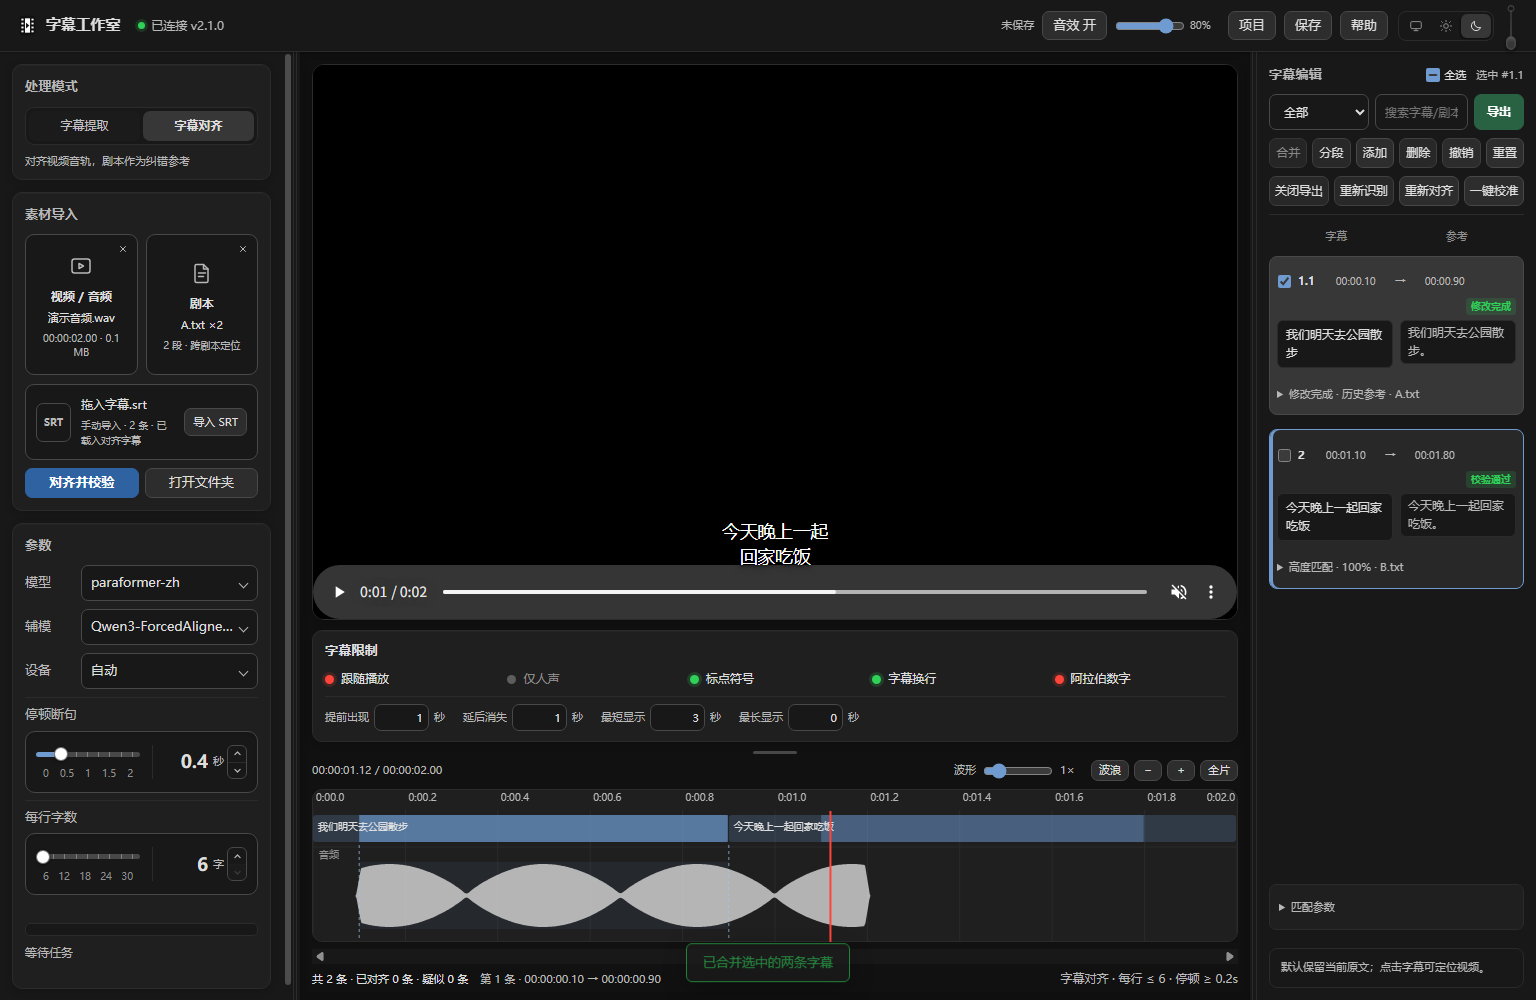 字幕工作室
已连接 v2.1.0
未保存
音效 开
80%
项目
保存
帮助
处理模式
字幕提取
字幕对齐
对齐视频音轨，剧本作为纠错参考
素材导入
×
视频 / 音频
演示音频.wav
00:00:02.00 · 0.1
MB
×
剧本
A.txt ×2
2 段 · 跨剧本定位
SRT
拖入字幕.srt
手动导入 · 2 条 · 已
载入对齐字幕
导入 SRT
对齐并校验
打开文件夹
参数
模型
paraformer-zh
辅模
Qwen3-ForcedAligne...
设备
自动
停顿断句
0 0.5 1 1.5 2
0.4 秒
每行字数
6 12 18 24 30
6 字
等待任务
今天晚上一起
回家吃饭
0:01 / 0:02
字幕限制
跟随播放
仅人声
标点符号
字幕换行
阿拉伯数字
提前出现 1 秒
延后消失 1 秒
最短显示 3 秒
最长显示 0 秒
00:00:01.12 / 00:00:02.00
波形
1×
波浪
−
+
全片
0:00.0 0:00.2 0:00.4 0:00.6 0:00.8 0:01.0 0:01.2 0:01.4 0:01.6 0:01.8 0:02.0
我们明天去公园散步
今天晚上一起回家吃饭
音频
已合并选中的两条字幕
共 2 条 · 已对齐 0 条 · 疑似 0 条
第 1 条 · 00:00:00.10 → 00:00:00.90
字幕对齐 · 每行 ≤ 6 · 停顿 ≥ 0.2s
字幕编辑
全选
选中 #1.1
全部
搜索字幕/剧本
导出
合并
分段
添加
删除
撤销
重置
关闭导出
重新识别
重新对齐
一键校准
字幕
参考
1.1 00:00.10 → 00:00.90
修改完成
我们明天去公园散
步
我们明天去公园散
步。
修改完成 · 历史参考 · A.txt
2 00:01.10 → 00:01.80
校验通过
今天晚上一起回家
吃饭
今天晚上一起回家
吃饭。
高度匹配 · 100% · B.txt
匹配参数
默认保留当前原文；点击字幕可定位视频。